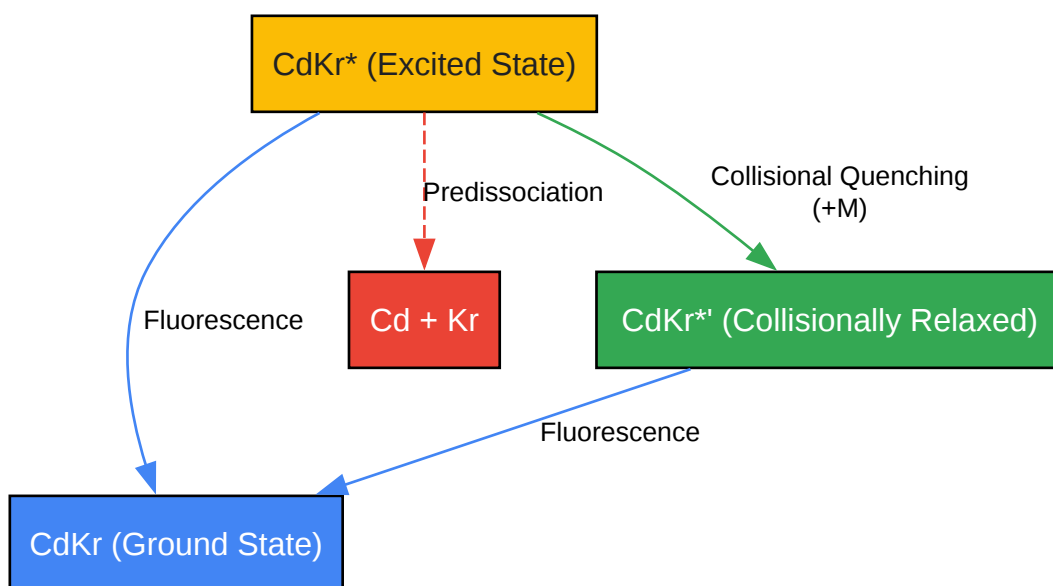 CdKr* (Excited State)
Predissociation
Collisional Quenching
(+M)
Fluorescence
Cd + Kr
CdKr*' (Collisionally Relaxed)
Fluorescence
CdKr (Ground State)